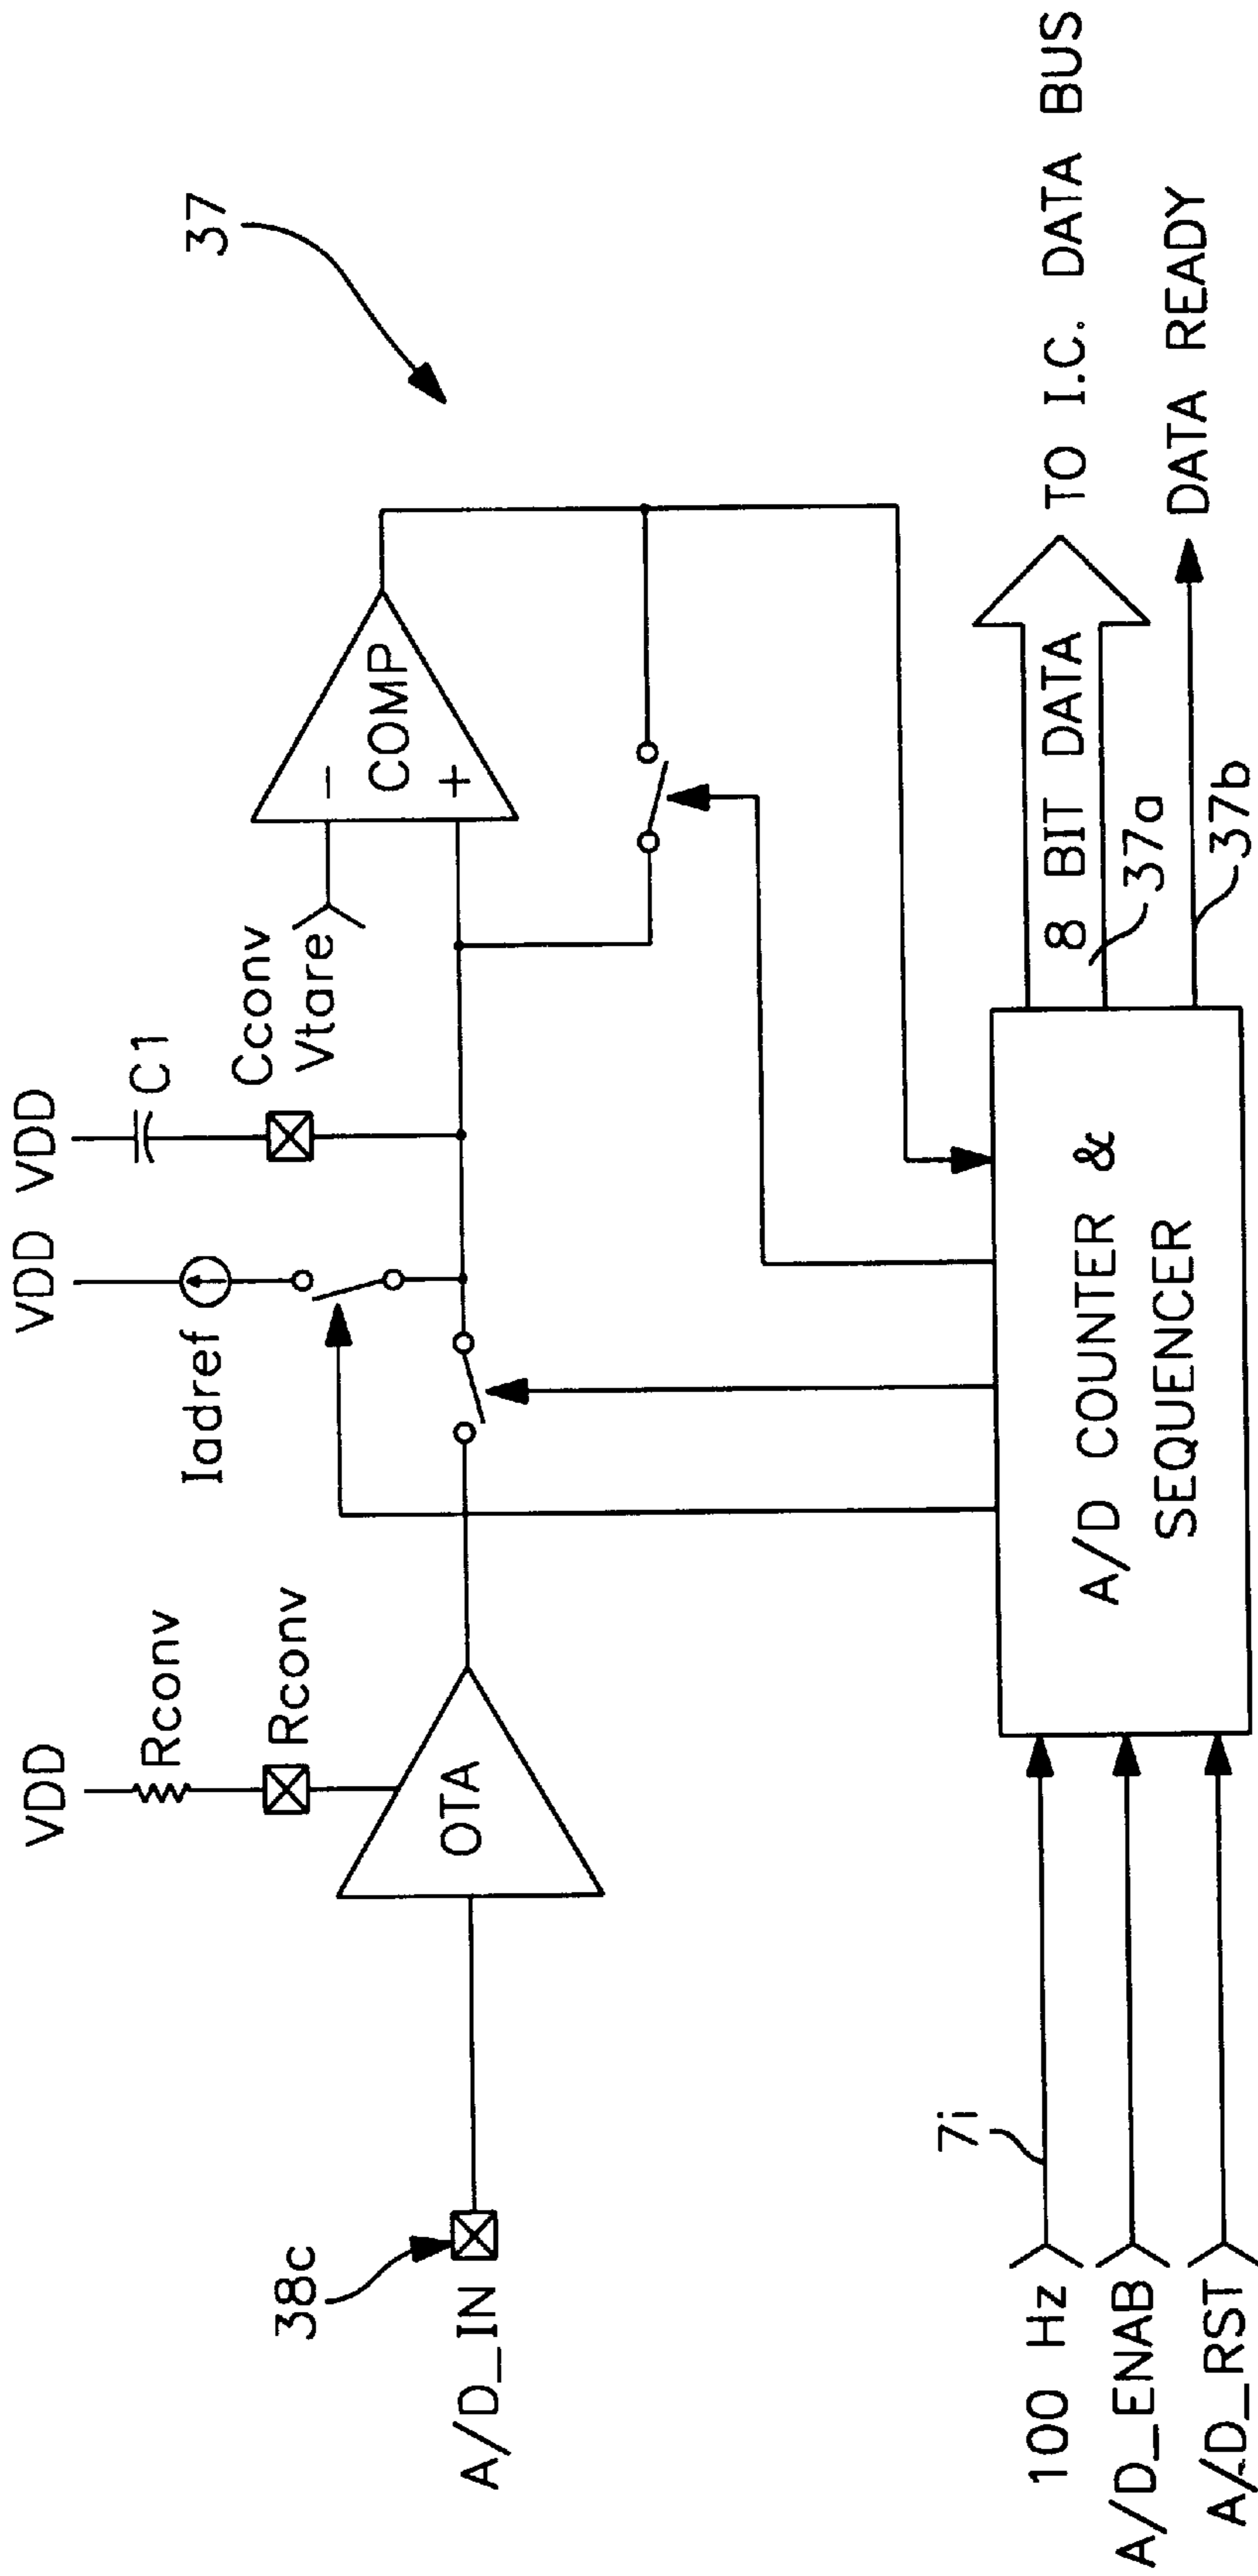 37
VDD
VDD
VDD
Rconv
Iadref
C1
Rconv
Cconv
Vtare
38c
A/D_IN
OTA
−
COMP
+
7i
100 Hz
A/D_ENAB
A/D_RST
A/D COUNTER &
SEQUENCER
8 BIT DATA
37a
TO I.C. DATA BUS
37b
DATA READY